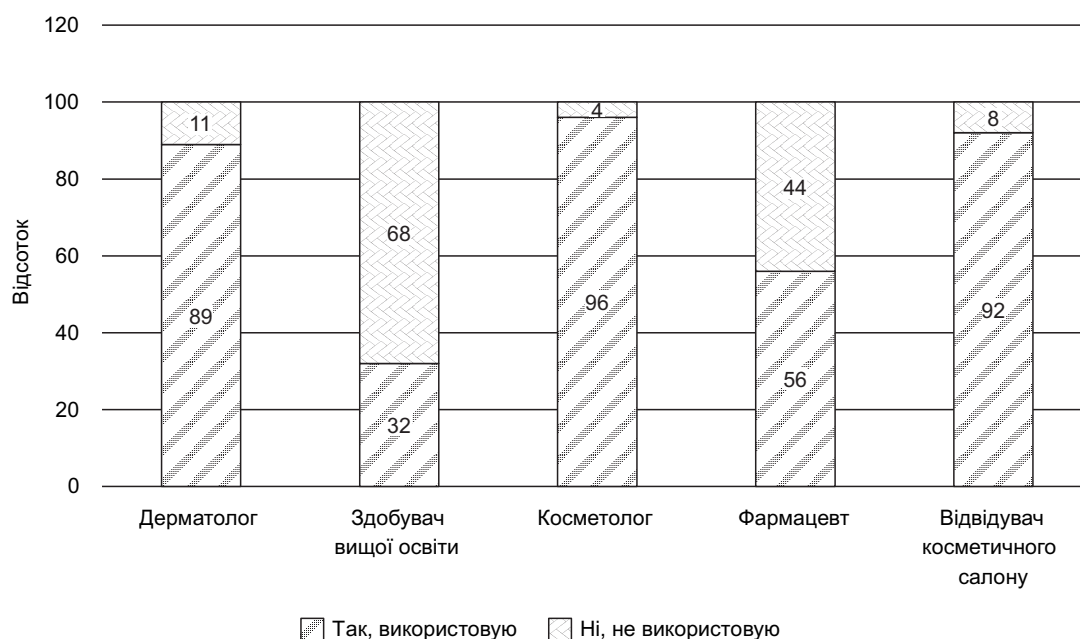 120
100
80
60
40
20
0
Відсоток
11
89
68
32
4
96
44
56
8
92
Дерматолог
Здобувач
вищої освіти
Косметолог
Фармацевт
Відвідувач
косметичного
салону
Так, використовую
Ні, не використовую